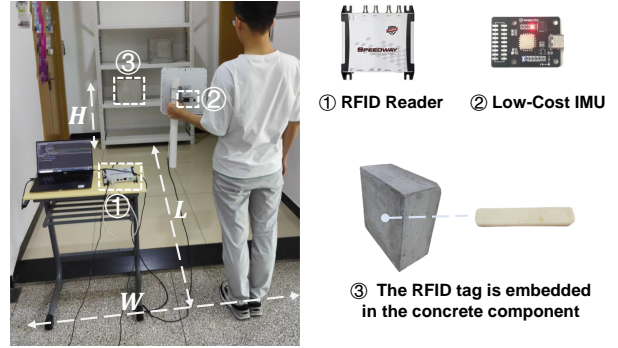 ③
②
H
①
L
W
SPEEDWAY
① RFID Reader
② Low-Cost IMU
③ The RFID tag is embedded
in the concrete component